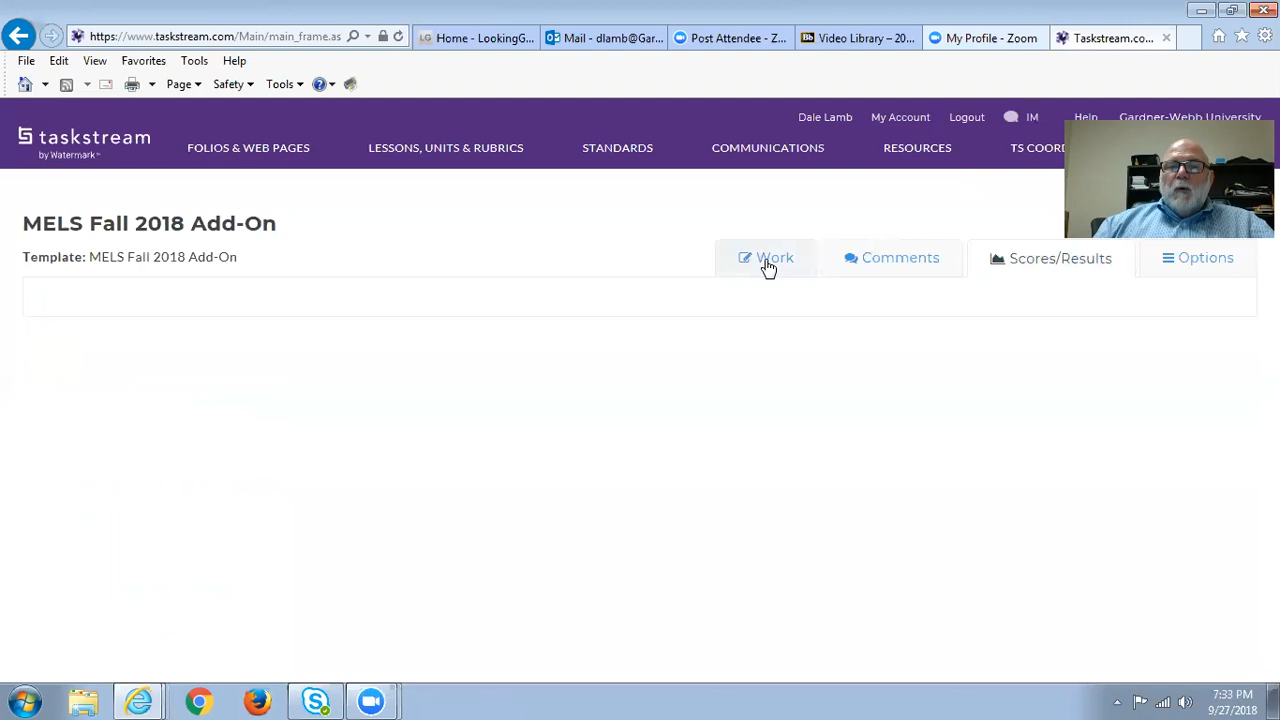 https://www.taskstream.com/Main/main_frame.as
Home - LookingG...
Mail - dlamb@Gar...
Post Attendee - Z...
Video Library – 20...
My Profile - Zoom
Taskstream.co...
File Edit View Favorites Tools Help
Page Safety Tools
Dale Lamb My Account Logout IM Help Gardner-Webb University
taskstream
by Watermark™
FOLIOS & WEB PAGES LESSONS, UNITS & RUBRICS STANDARDS COMMUNICATIONS RESOURCES TS COORD
MELS Fall 2018 Add-On
Template: MELS Fall 2018 Add-On
Work Comments Scores/Results Options
7:33 PM
9/27/2018